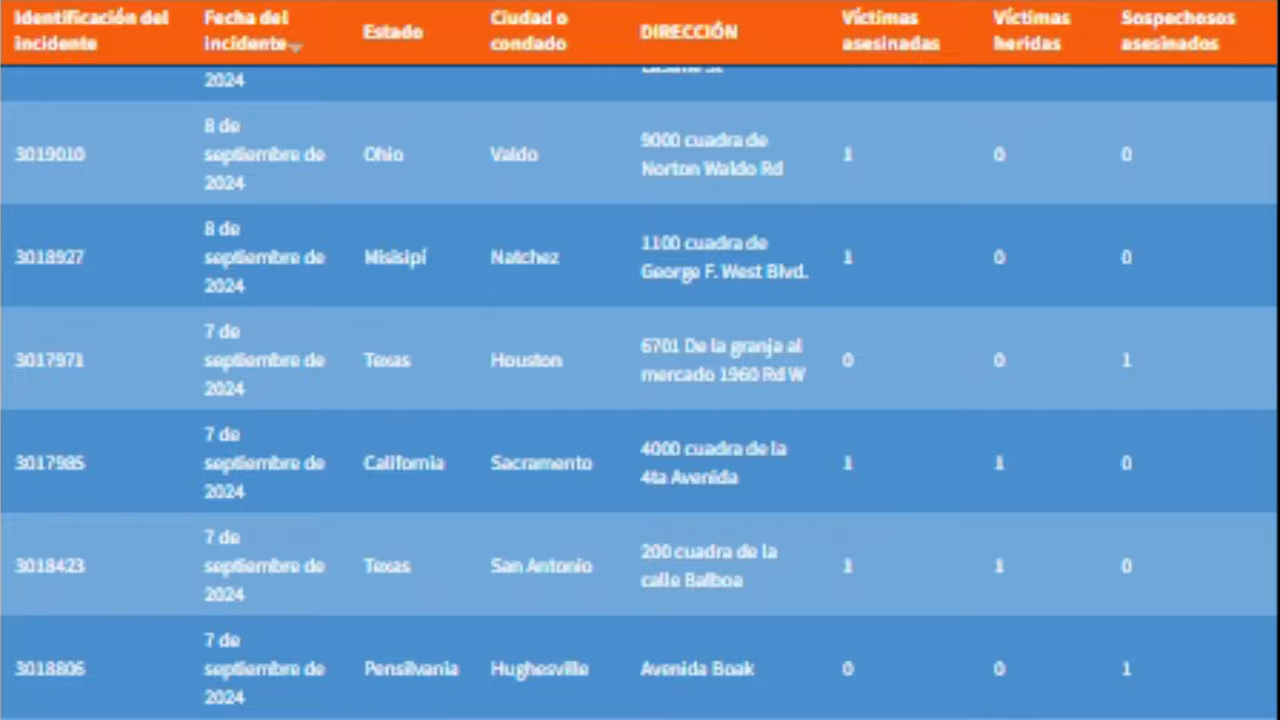 Identificación del
incidente
Fecha del
incidente
Estado
Ciudad o
condado
DIRECCIÓN
Víctimas
asesinadas
Víctimas
heridas
Sospechosos
asesinados
2024
3019010
8 de
septiembre de
2024
Ohio
Valdo
9000 cuadra de
Norton Waldo Rd
1
0
0
3018927
8 de
septiembre de
2024
Misisipí
Natchez
1100 cuadra de
George F. West Blvd.
1
0
0
3017971
7 de
septiembre de
2024
Texas
Houston
6701 De la granja al
mercado 1960 Rd W
0
0
1
3017985
7 de
septiembre de
2024
California
Sacramento
4000 cuadra de la
4ta Avenida
1
1
0
3018423
7 de
septiembre de
2024
Texas
San Antonio
200 cuadra de la
calle Balboa
1
1
0
3018806
7 de
septiembre de
2024
Pensilvania
Hughesville
Avenida Boak
0
0
1